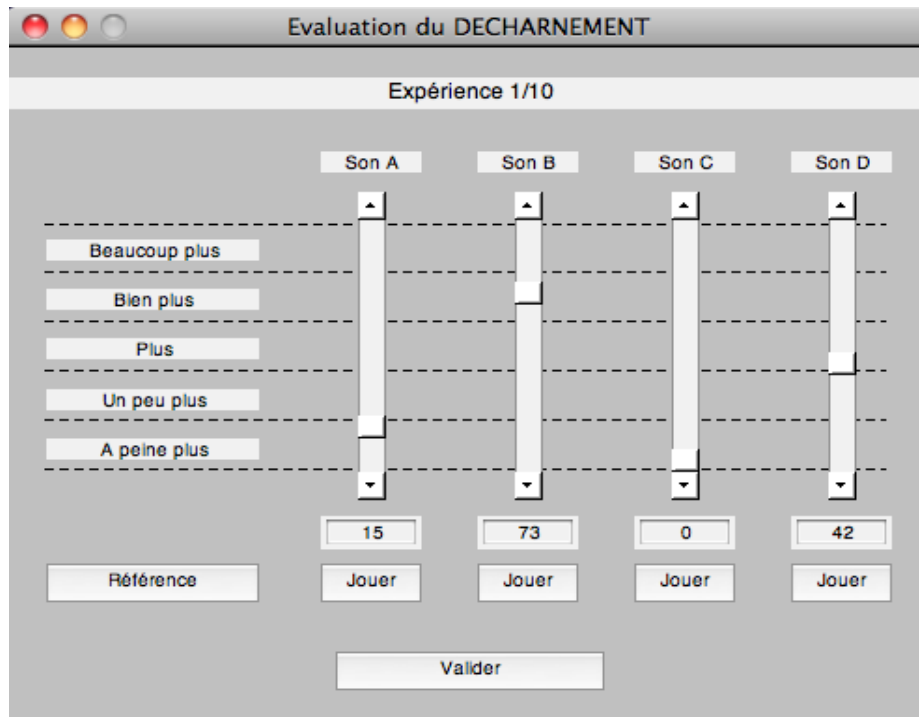 Evaluation du DECHARNEMENT
Expérience 1/10
Son A Son B Son C Son D
Beaucoup plus
Bien plus
Plus
Un peu plus
A peine plus
15 73 0 42
Référence Jouer Jouer Jouer Jouer
Valider